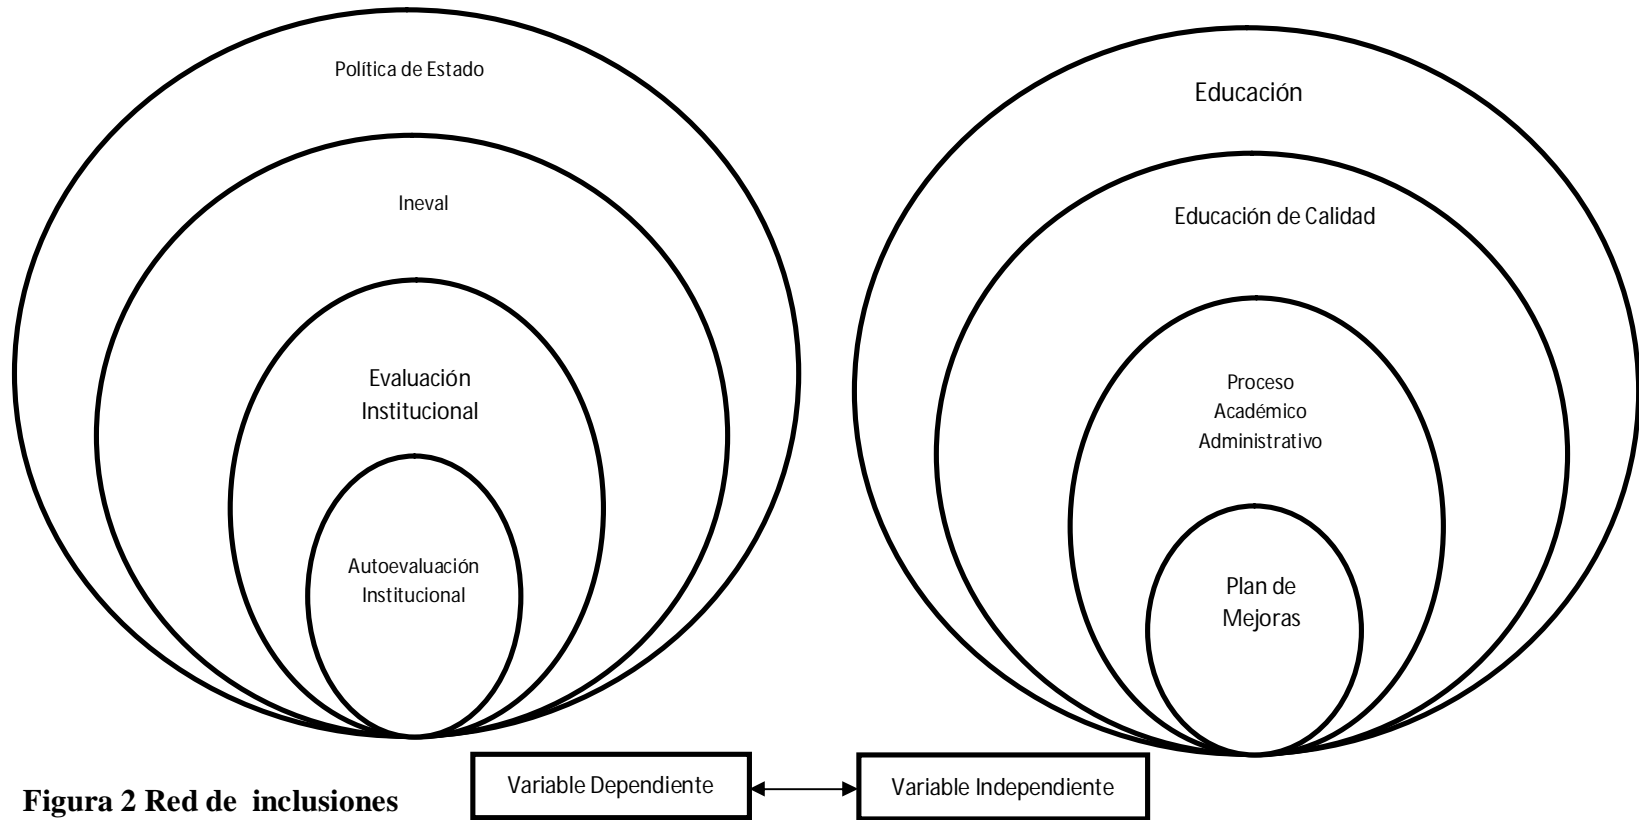 Política de Estado
Ineval
Evaluación
Institucional
Autoevaluación
Institucional
Educación
Educación de Calidad
Proceso
Académico
Administrativo
Plan de
Mejoras
Variable Dependiente
Variable Independiente
Figura 2 Red de inclusiones